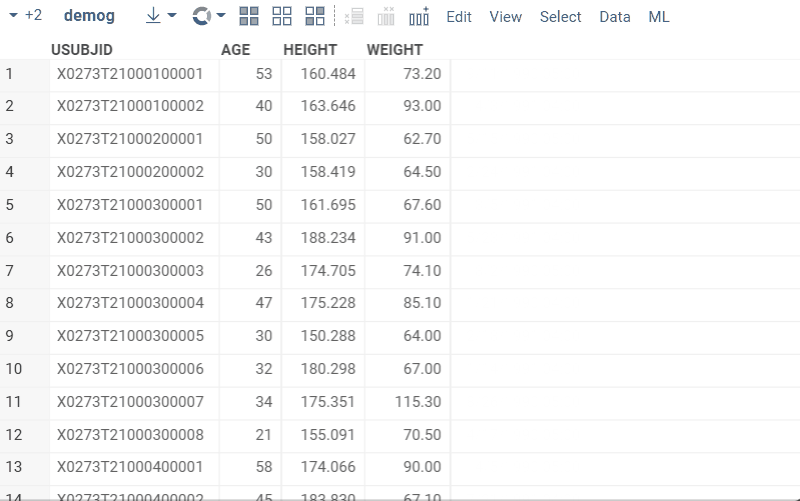 +2 demog Edit View Select Data ML
USUBJID AGE HEIGHT WEIGHT
1 X0273T21000100001 53 160.484 73.20
2 X0273T21000100002 40 163.646 93.00
3 X0273T21000200001 50 158.027 62.70
4 X0273T21000200002 30 158.419 64.50
5 X0273T21000300001 50 161.695 67.60
6 X0273T21000300002 43 188.234 91.00
7 X0273T21000300003 26 174.705 74.10
8 X0273T21000300004 47 175.228 85.10
9 X0273T21000300005 30 150.288 64.00
10 X0273T21000300006 32 180.298 67.00
11 X0273T21000300007 34 175.351 115.30
12 X0273T21000300008 21 155.091 70.50
13 X0273T21000400001 58 174.066 90.00
14 X0273T21000400002 45 183.830 67.10